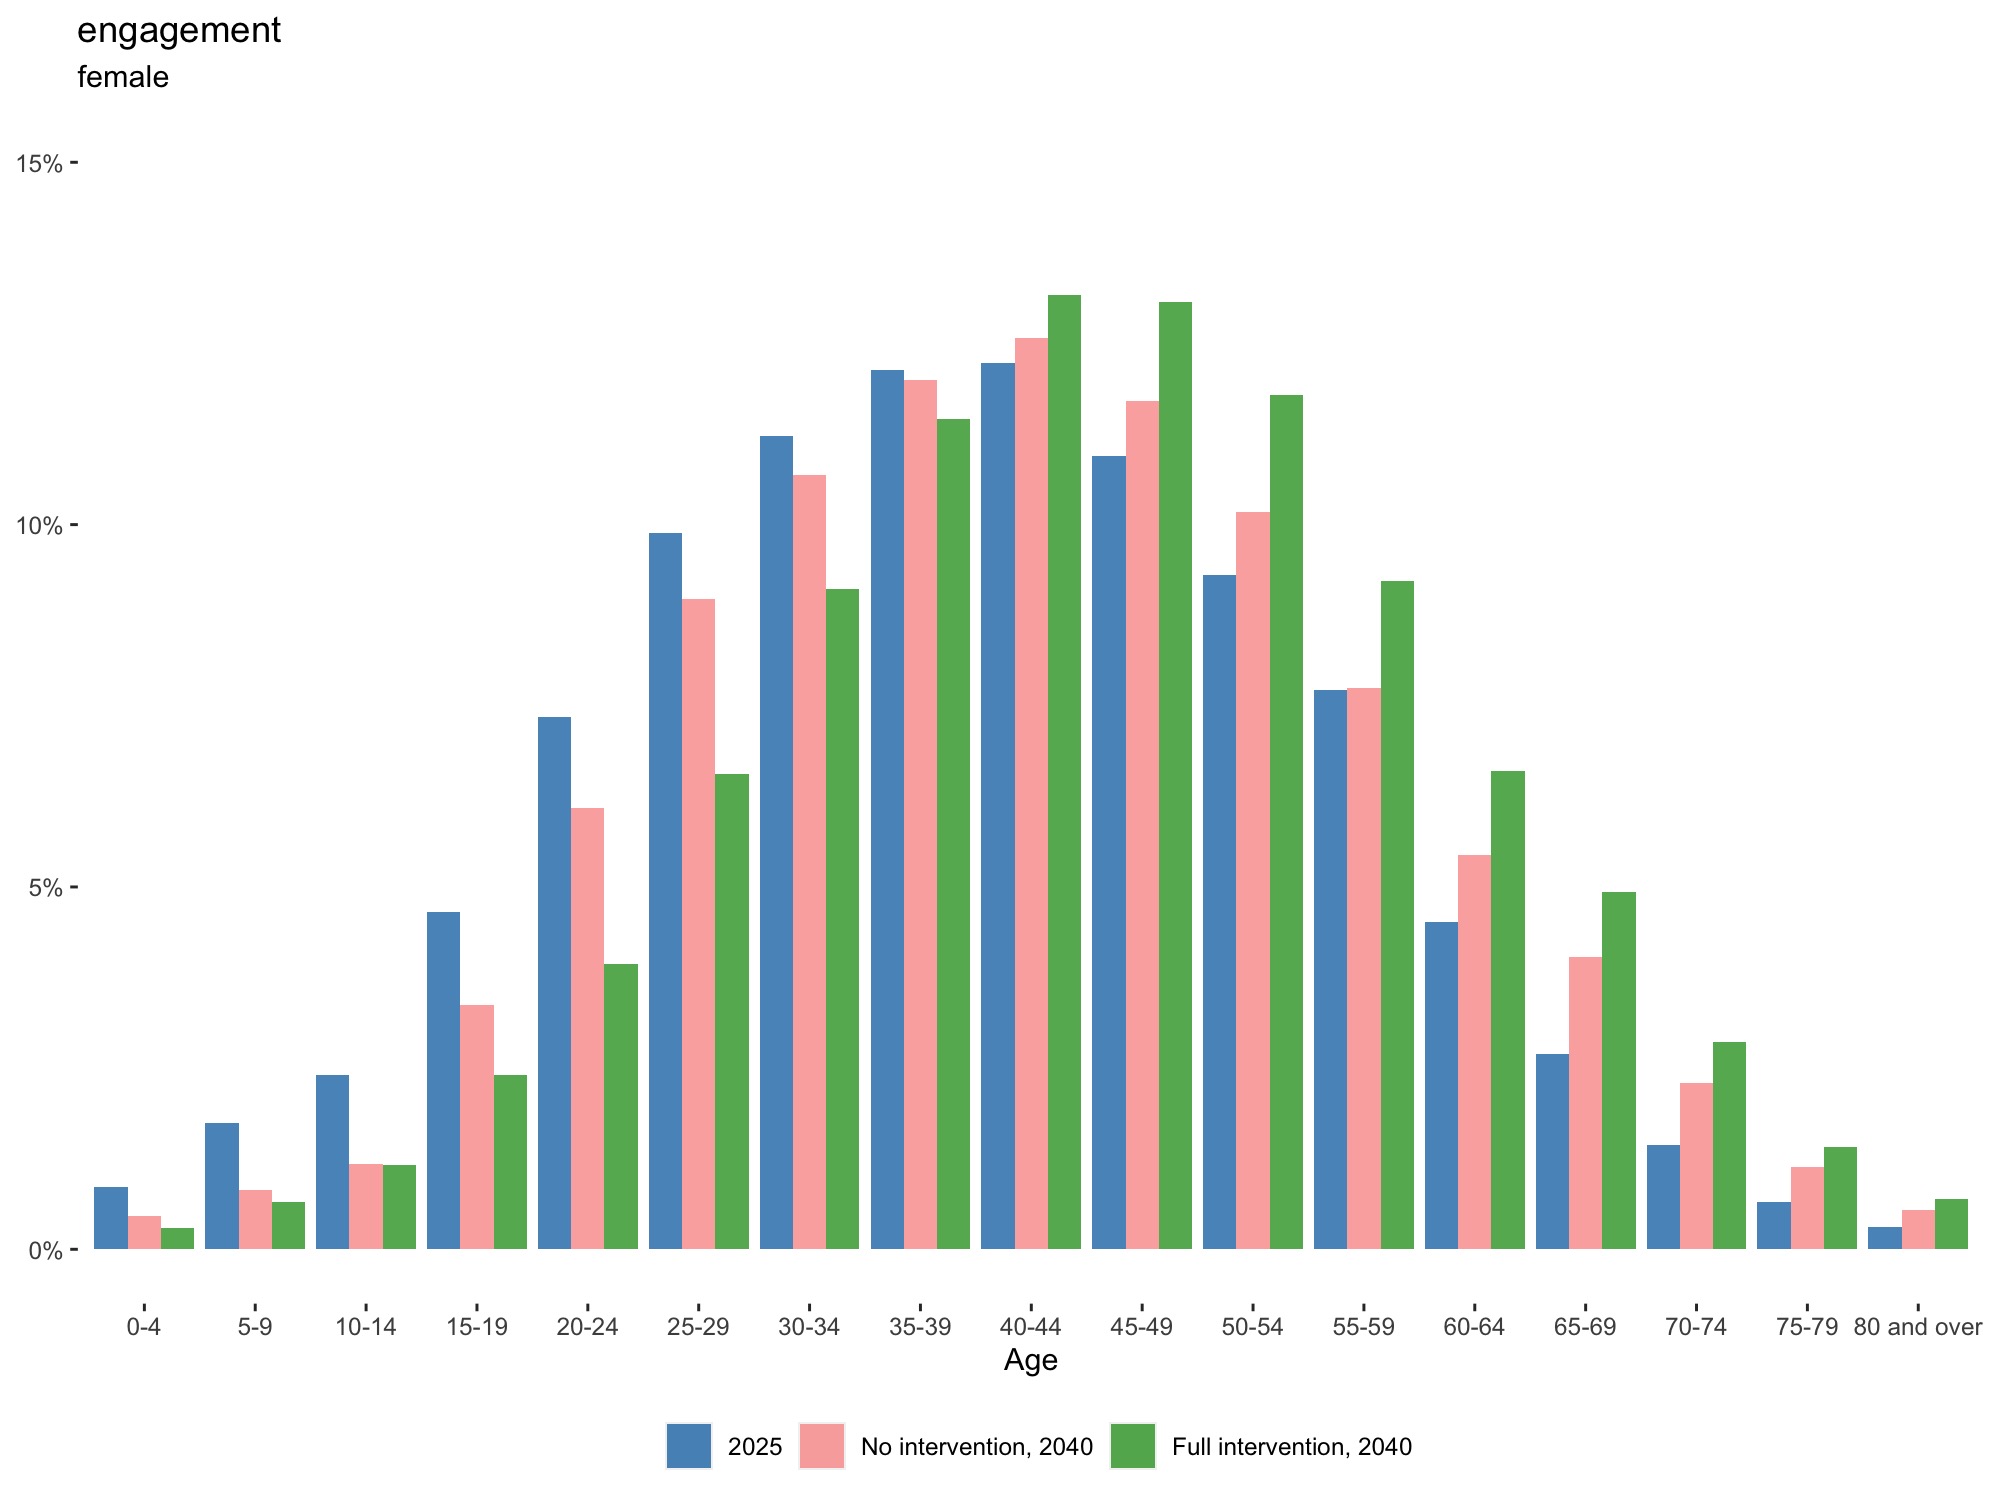 engagement
female
15%
10%
5%
0%
0-4 5-9 10-14 15-19 20-24 25-29 30-34 35-39 40-44 45-49 50-54 55-59 60-64 65-69 70-74 75-79 80 and over
Age
2025 No intervention, 2040 Full intervention, 2040